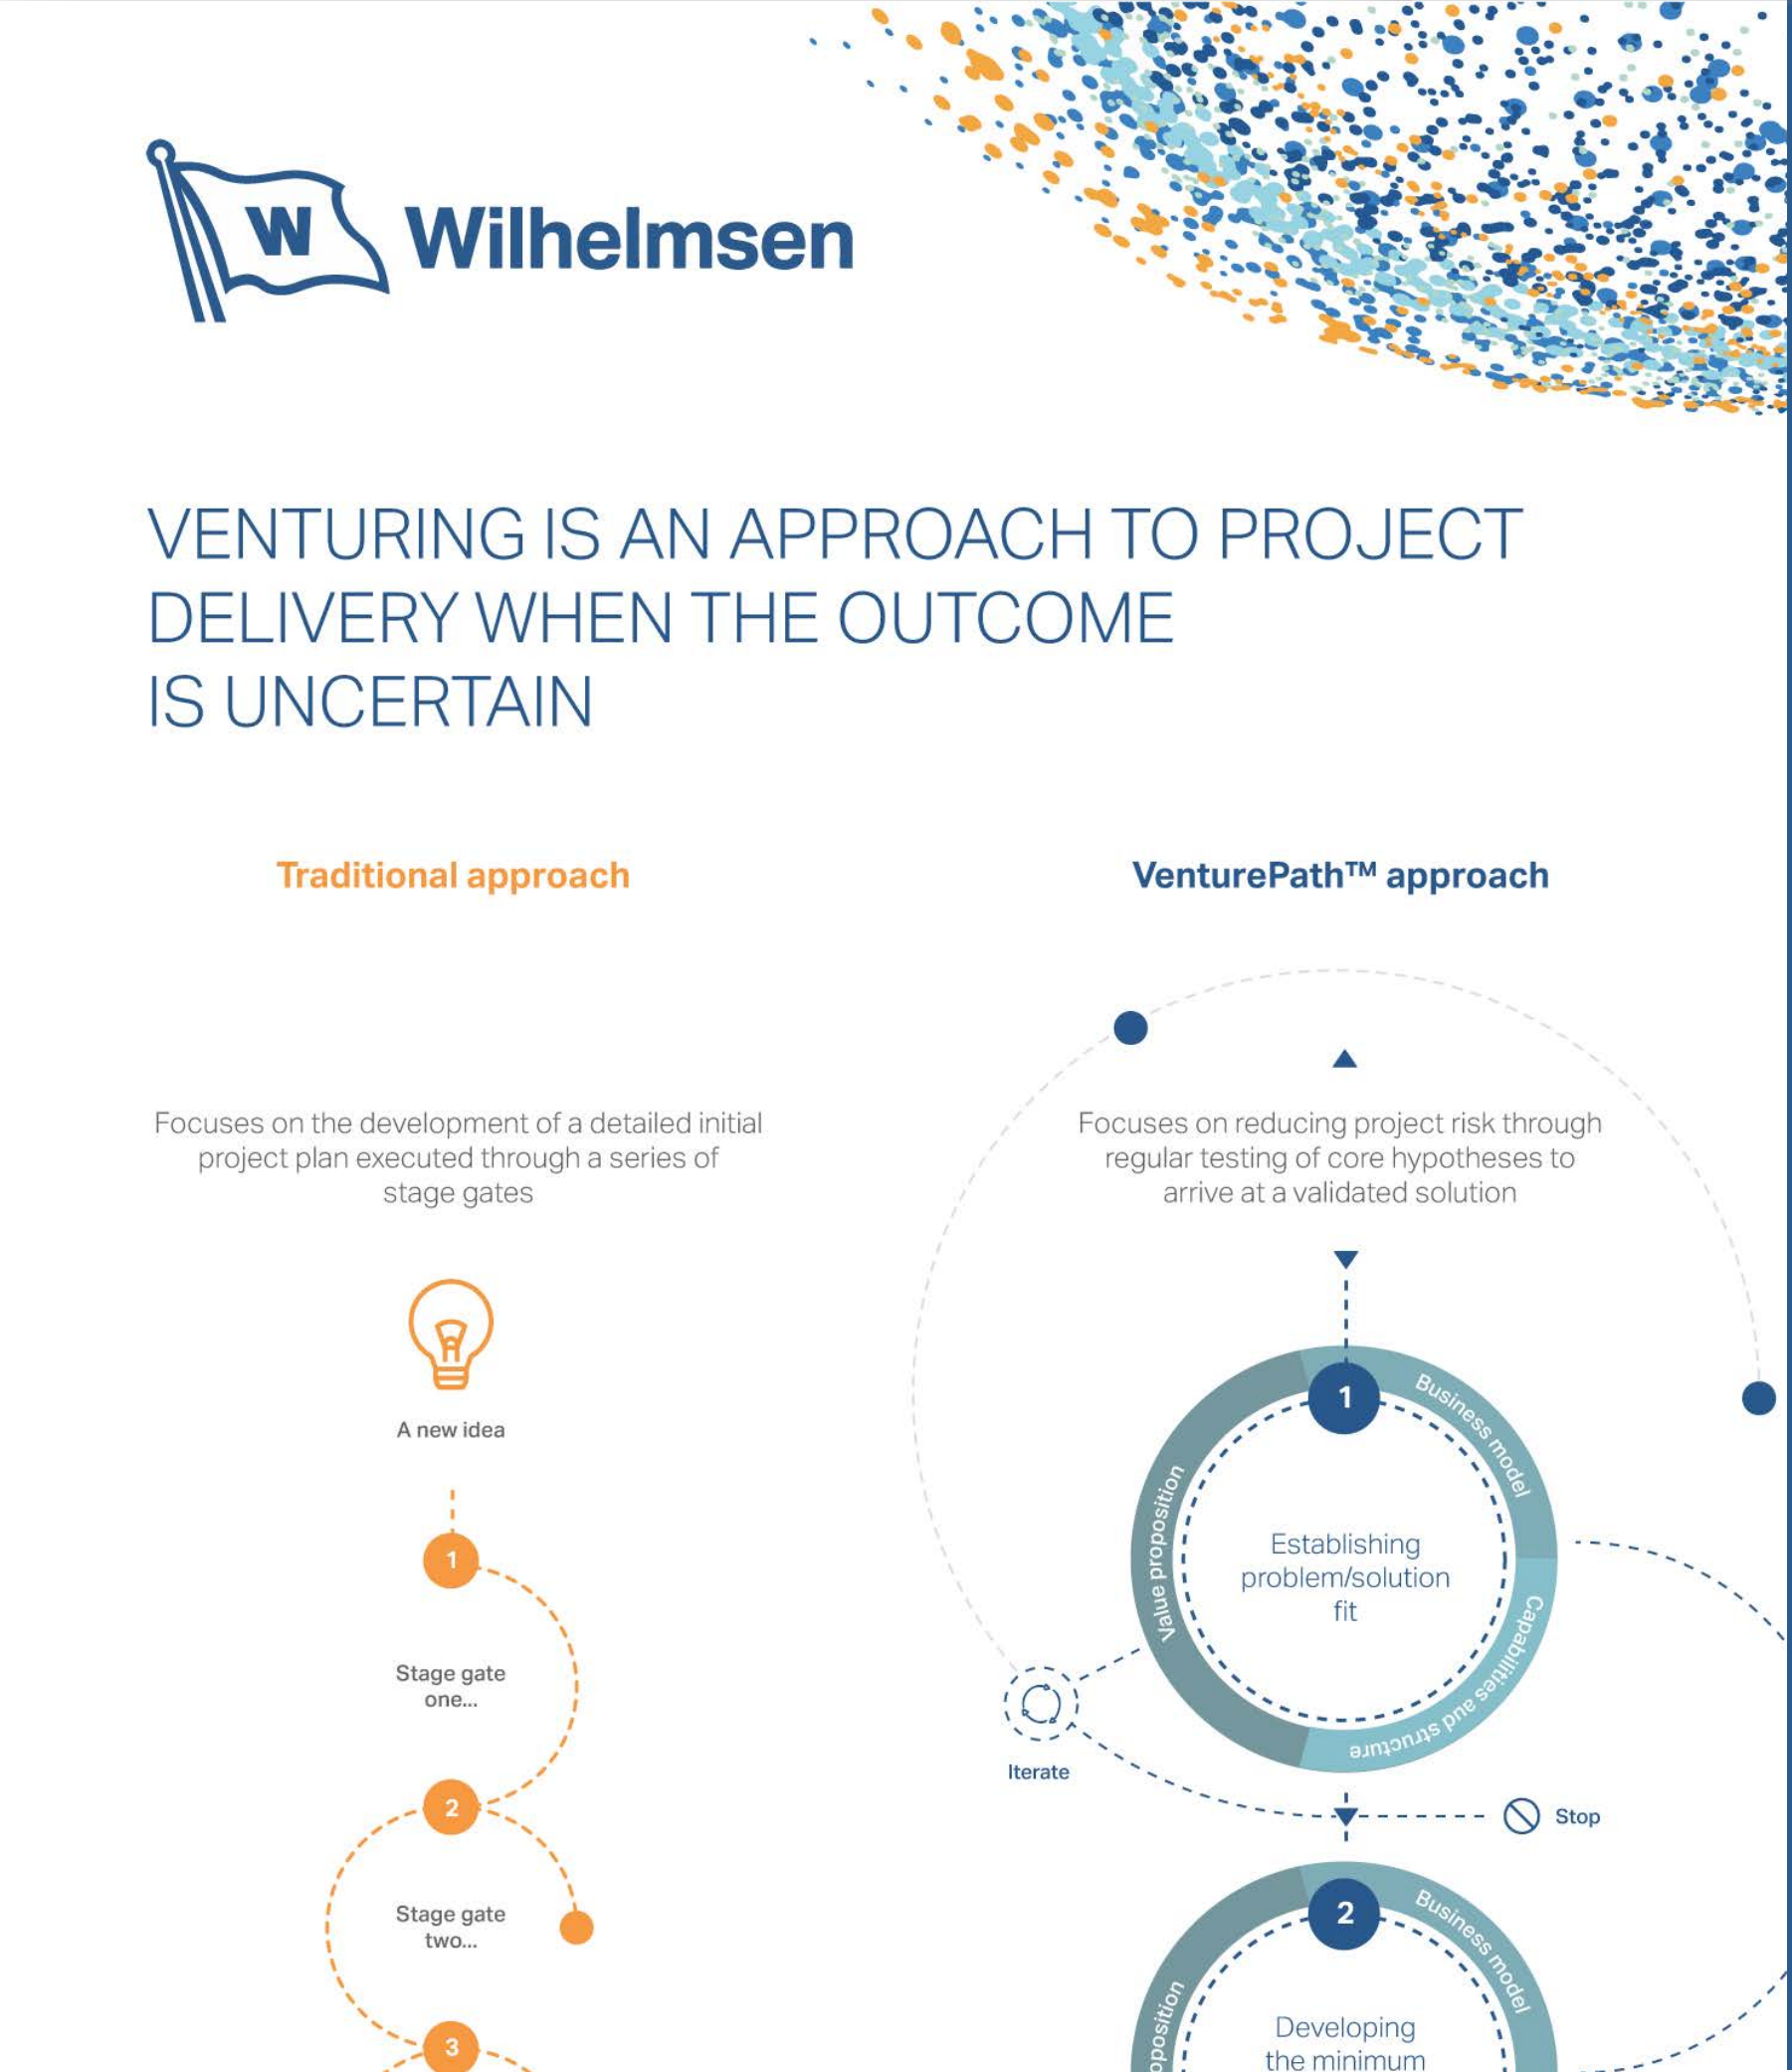 W
Wilhelmsen
VENTURING IS AN APPROACH TO PROJECT
DELIVERY WHEN THE OUTCOME
IS UNCERTAIN
Traditional approach
Focuses on the development of a detailed initial
project plan executed through a series of
stage gates
A new idea
1
Stage gate
one...
2
Stage gate
two...
3
VenturePath™ approach
Focuses on reducing project risk through
regular testing of core hypotheses to
arrive at a validated solution
1
Business model
Value proposition
Capabilities and structure
Establishing
problem/solution
fit
Iterate
Stop
2
Business model
position
Developing
the minimum